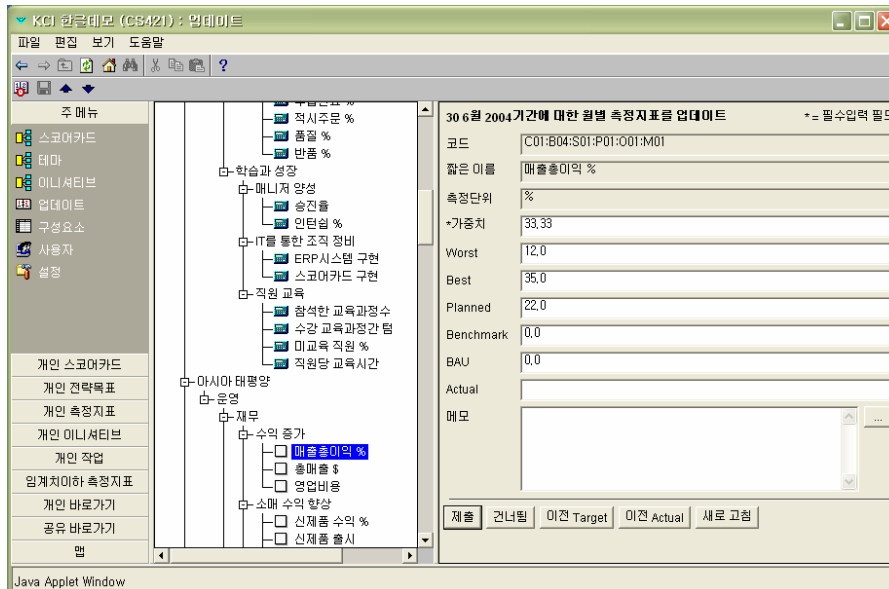 KCI 한글데모 (CS421) : 업데이트
파일 편집 보기 도움말
?
주 메뉴
스코어카드
테마
이니셔티브
업데이트
구성요소
사용자
설정
개인 스코어카드
개인 전략목표
개인 측정지표
개인 이니셔티브
개인 작업
임계치이하 측정지표
개인 바로가기
공유 바로가기
맵
적시주문 %
품질 %
반품 %
학습과 성장
매니저 양성
승진율
인턴쉽 %
IT를 통한 조직 정비
ERP시스템 구현
스코어카드 구현
직원 교육
참석한 교육과정수
수강 교육과정간 텀
미교육 직원 %
직원당 교육시간
아시아 태평양
운영
재무
수익 증가
매출총이익 %
총매출 $
영업비용
소매 수익 향상
신제품 수익 %
신제품 출시
30 6월 2004기간에 대한 월별 측정지표를 업데이트 *= 필수입력 필드
코드 C01:B04:S01:P01:O01:M01
짧은 이름 매출총이익 %
측정단위 %
*가중치 33,33
Worst 12,0
Best 35,0
Planned 22,0
Benchmark 0,0
BAU 0,0
Actual
메모
...
제출 건너뜀 이전 Target 이전 Actual 새로 고침
Java Applet Window